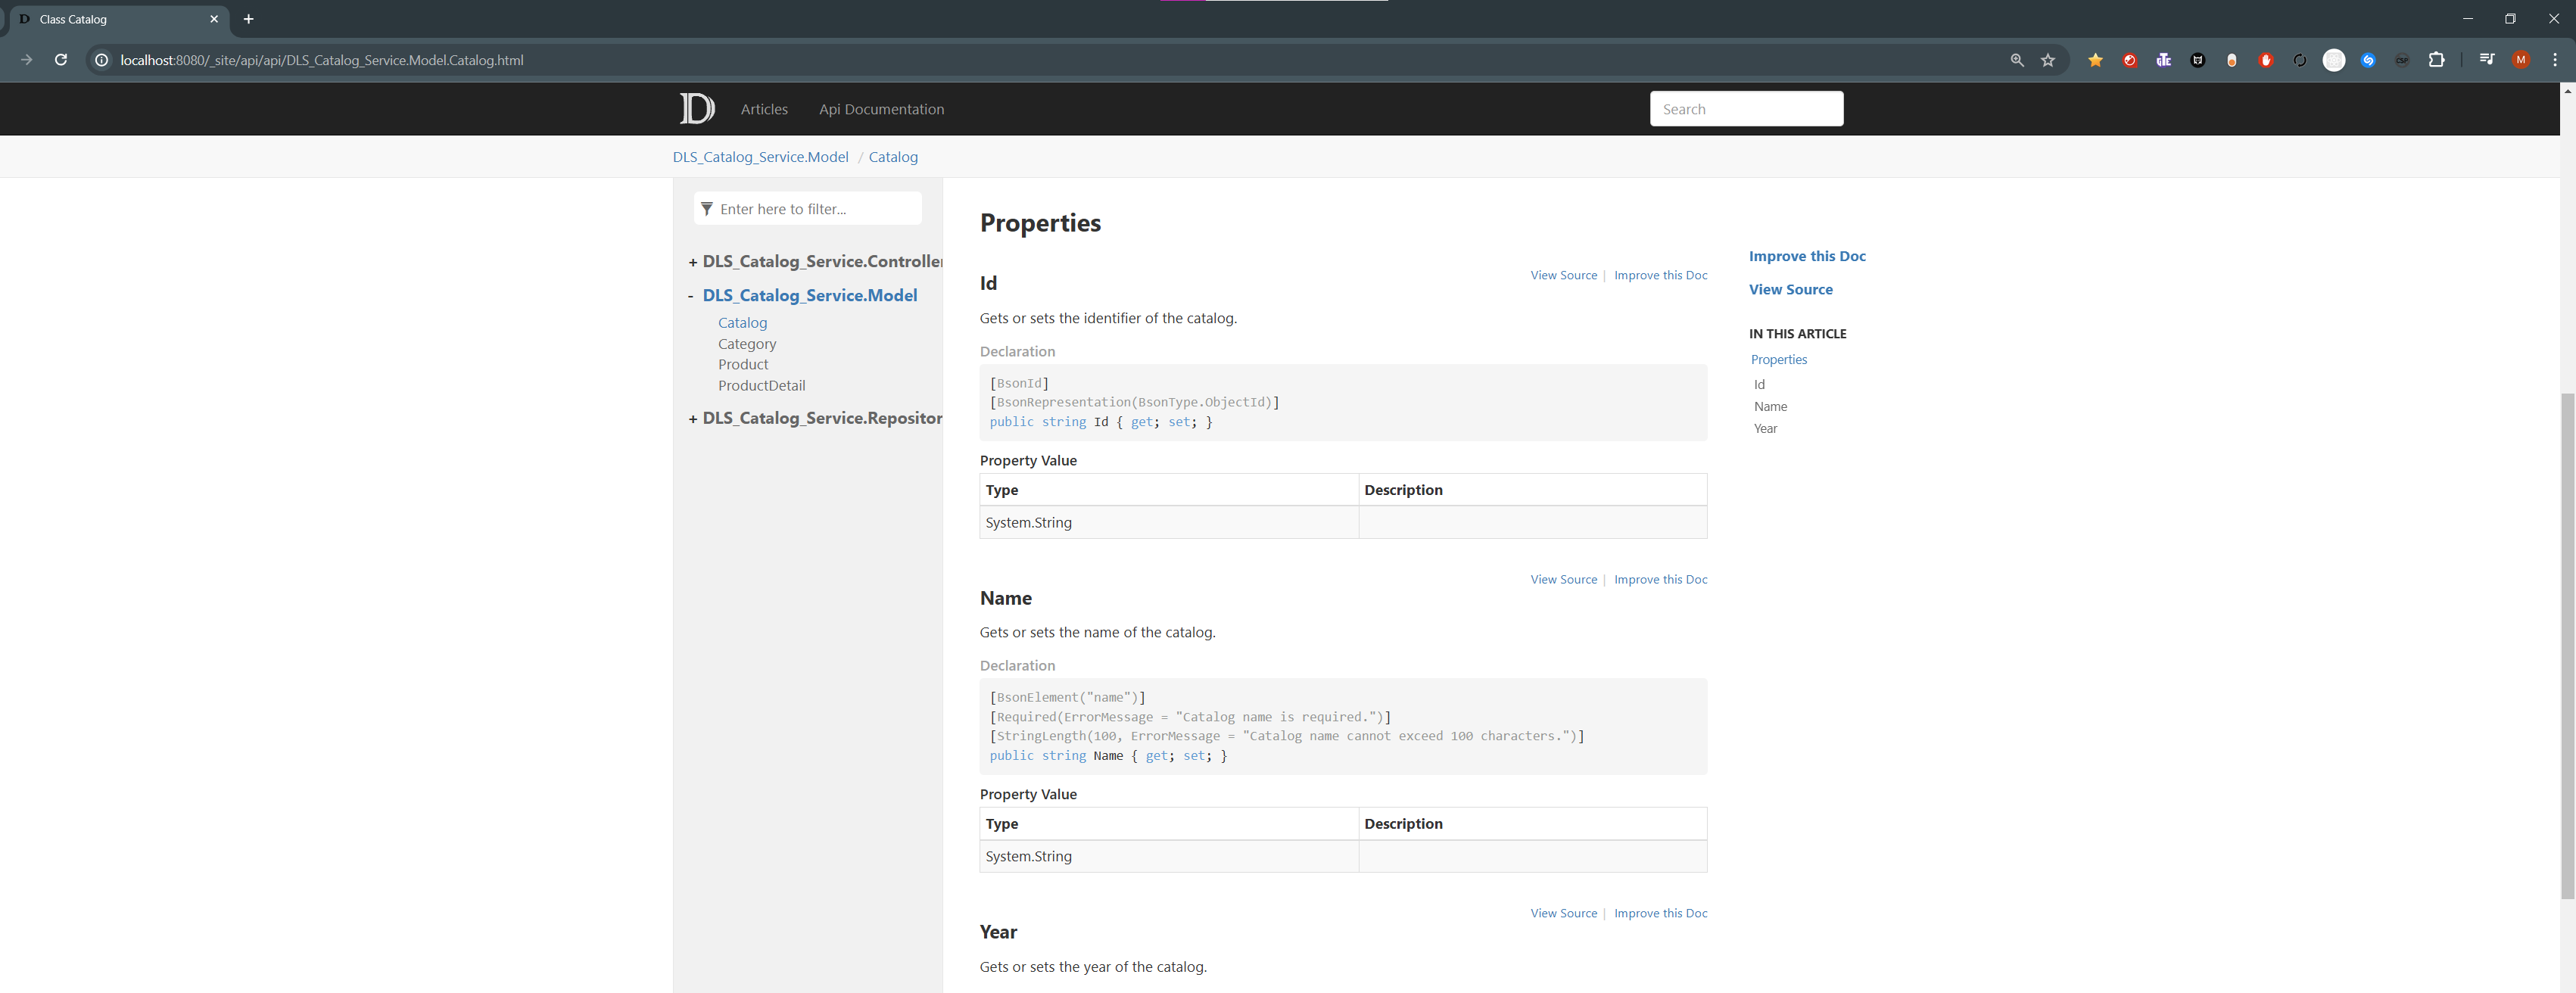 Class Catalog
localhost:8080/_site/api/api/DLS_Catalog_Service.Model.Catalog.html
M
Articles
Api Documentation
Search
DLS_Catalog_Service.Model / Catalog
Enter here to filter...
+ DLS_Catalog_Service.Controller
- DLS_Catalog_Service.Model
Catalog
Category
Product
ProductDetail
+ DLS_Catalog_Service.Repositor
Properties
View Source | Improve this Doc
Id
Gets or sets the identifier of the catalog.
Declaration
[BsonId]
[BsonRepresentation(BsonType.ObjectId)]
public string Id { get; set; }
Property Value
Type Description
System.String
View Source | Improve this Doc
Name
Gets or sets the name of the catalog.
Declaration
[BsonElement("name")]
[Required(ErrorMessage = "Catalog name is required.")]
[StringLength(100, ErrorMessage = "Catalog name cannot exceed 100 characters.")]
public string Name { get; set; }
Property Value
Type Description
System.String
View Source | Improve this Doc
Year
Gets or sets the year of the catalog.
Improve this Doc
View Source
IN THIS ARTICLE
Properties
Id
Name
Year